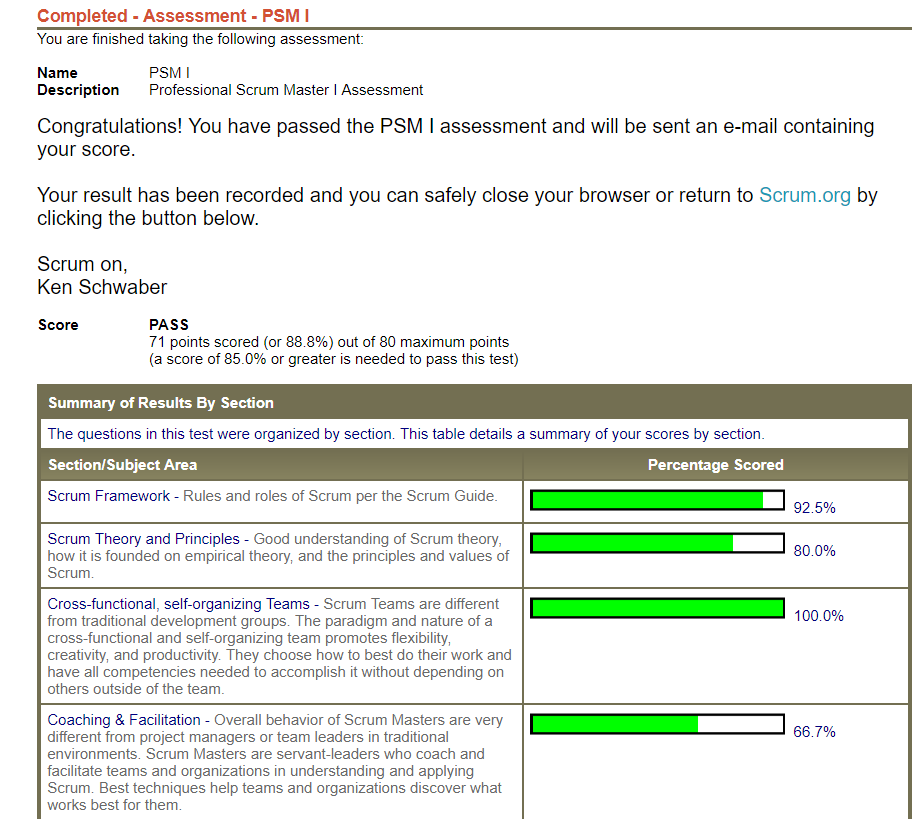 Completed - Assessment - PSM I
You are finished taking the following assessment:
Name PSM I
Description Professional Scrum Master I Assessment
Congratulations! You have passed the PSM I assessment and will be sent an e-mail containing
your score.
Your result has been recorded and you can safely close your browser or return to Scrum.org by
clicking the button below.
Scrum on,
Ken Schwaber
Score PASS
71 points scored (or 88.8%) out of 80 maximum points
(a score of 85.0% or greater is needed to pass this test)
Summary of Results By Section
The questions in this test were organized by section. This table details a summary of your scores by section.
Section/Subject Area Percentage Scored
Scrum Framework - Rules and roles of Scrum per the Scrum Guide.
92.5%
Scrum Theory and Principles - Good understanding of Scrum theory,
how it is founded on empirical theory, and the principles and values of
Scrum.
80.0%
Cross-functional, self-organizing Teams - Scrum Teams are different
from traditional development groups. The paradigm and nature of a
cross-functional and self-organizing team promotes flexibility,
creativity, and productivity. They choose how to best do their work and
have all competencies needed to accomplish it without depending on
others outside of the team.
100.0%
Coaching & Facilitation - Overall behavior of Scrum Masters are very
different from project managers or team leaders in traditional
environments. Scrum Masters are servant-leaders who coach and
facilitate teams and organizations in understanding and applying
Scrum. Best techniques help teams and organizations discover what
works best for them.
66.7%